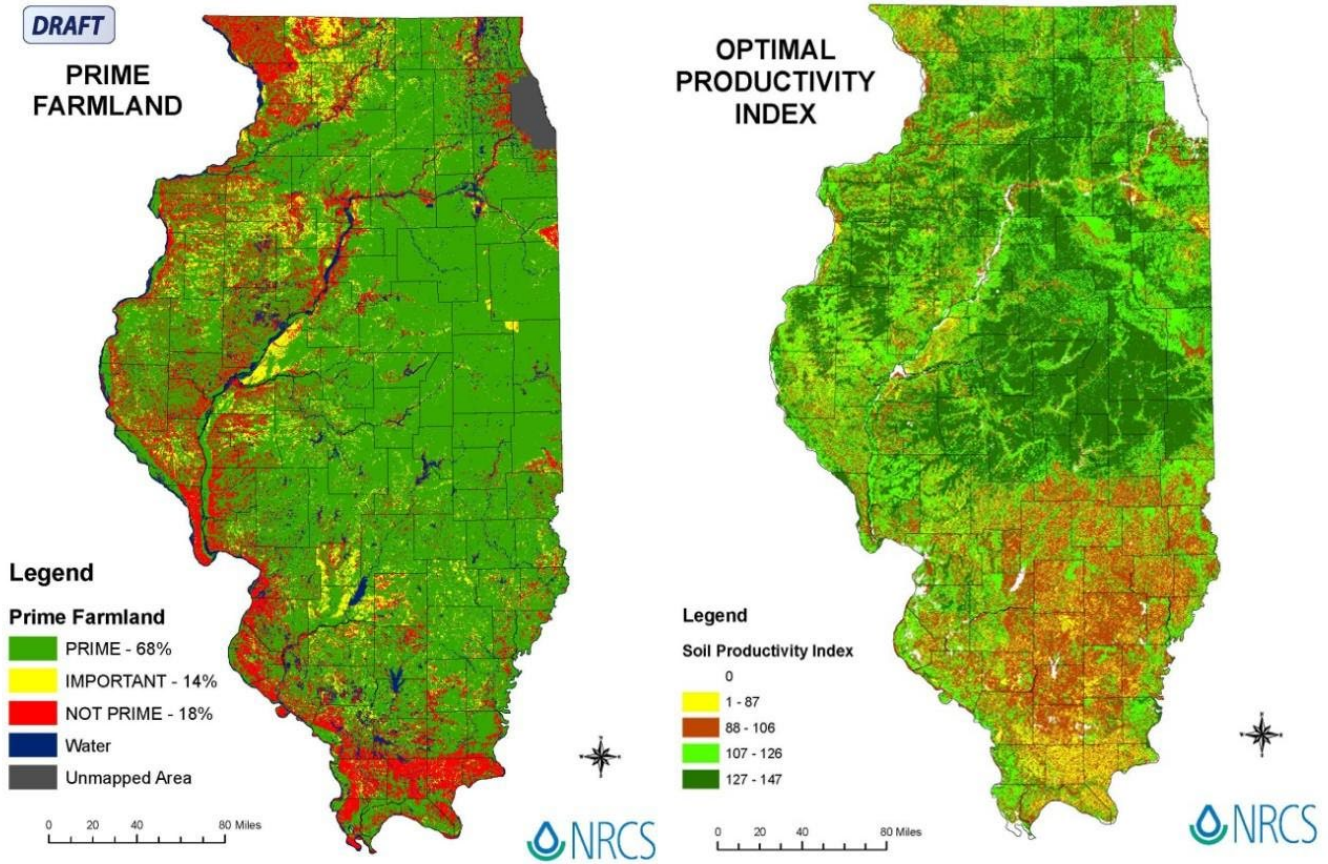 DRAFT
PRIME
FARMLAND
Legend
Prime Farmland
PRIME - 68%
IMPORTANT - 14%
NOT PRIME - 18%
Water
Unmapped Area
0 20 40 80 Miles
NRCS
OPTIMAL
PRODUCTIVITY
INDEX
Legend
Soil Productivity Index
0
1 - 87
88 - 106
107 - 126
127 - 147
0 20 40 80 Miles
NRCS